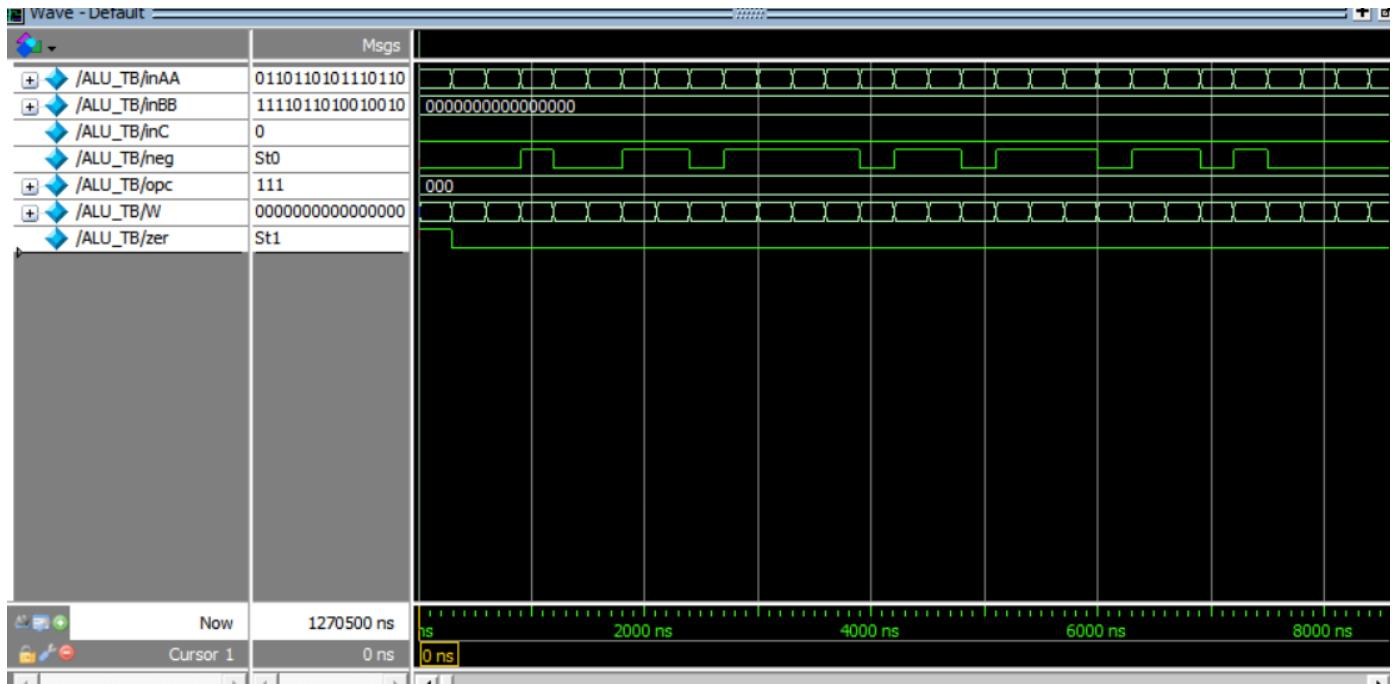 Wave - Default
Msgs
/ALU_TB/inAA 0110110101110110
/ALU_TB/inBB 1111011010010010 0000000000000000
/ALU_TB/inC 0
/ALU_TB/neg St0
/ALU_TB/opc 111 000
/ALU_TB/W 0000000000000000
/ALU_TB/zer St1
Now 1270500 ns ns 2000 ns 4000 ns 6000 ns 8000 ns
Cursor 1 0 ns 0 ns